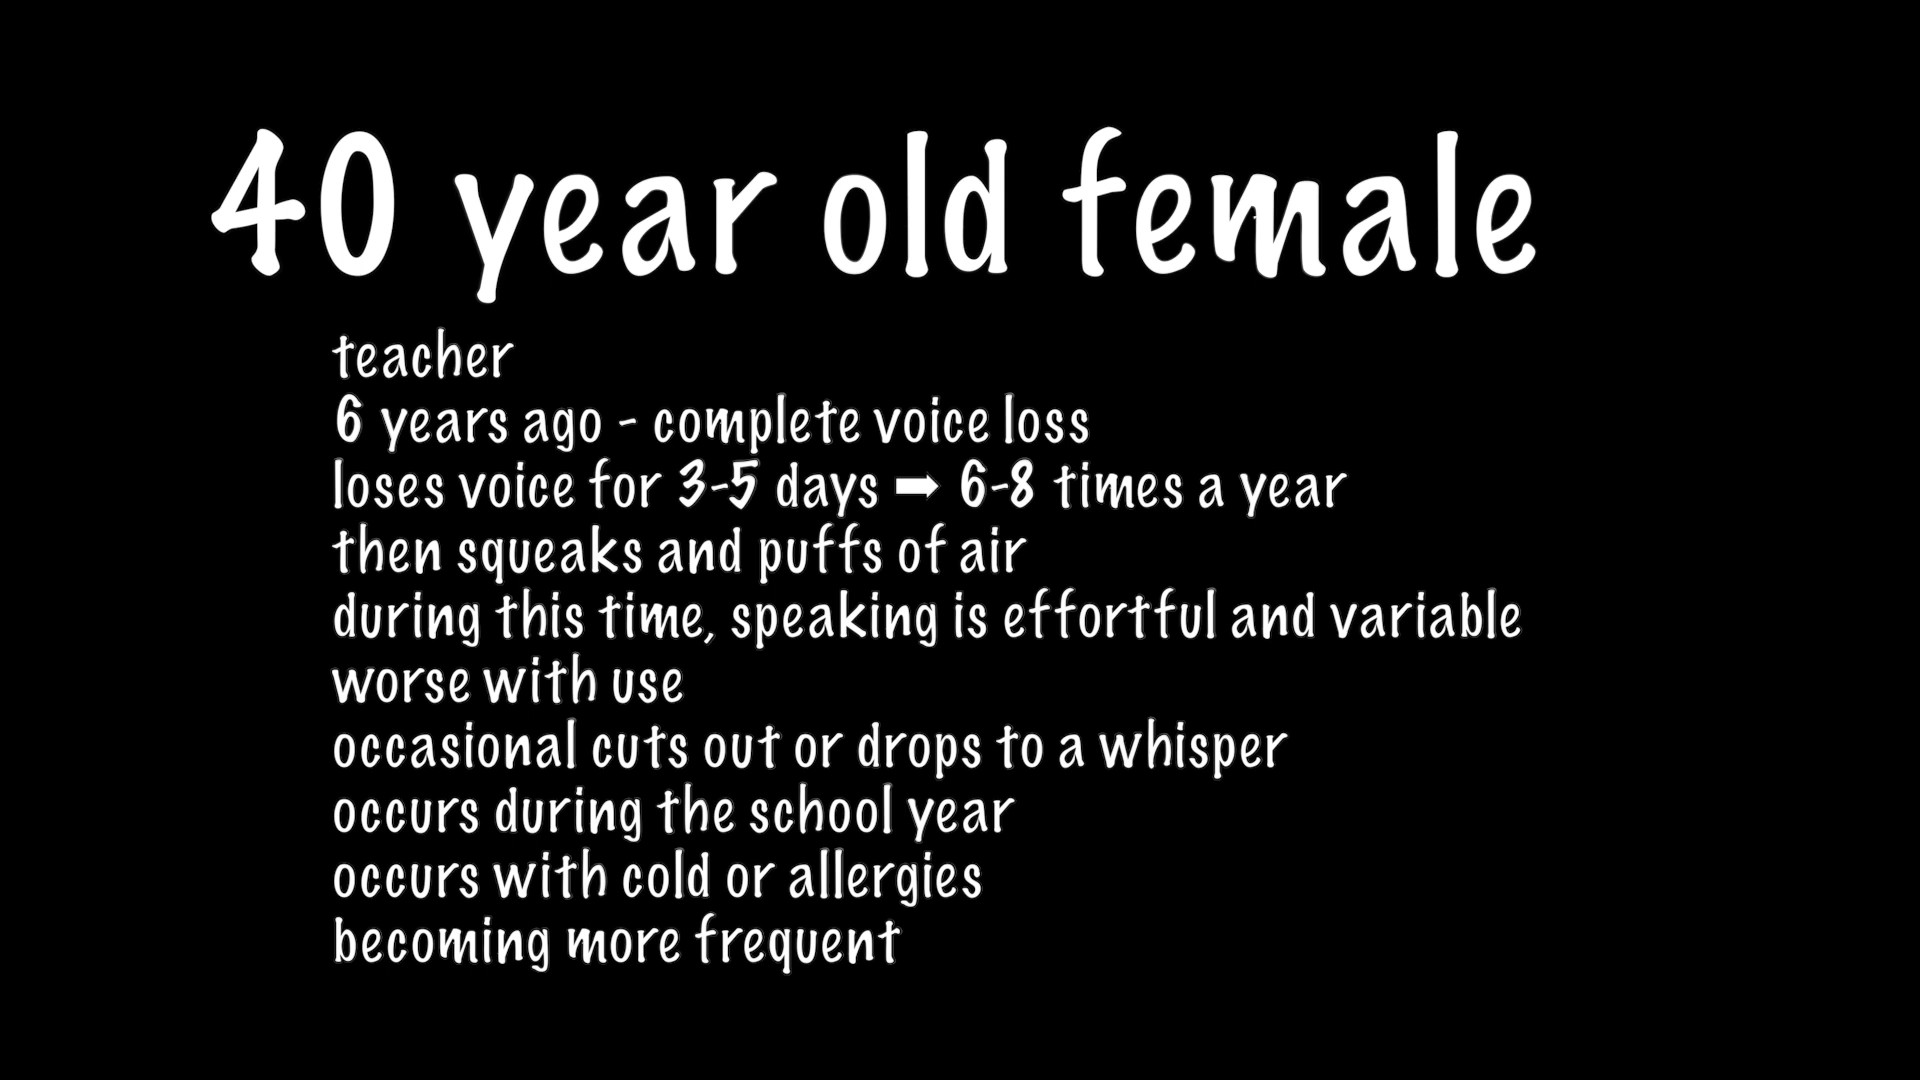 40 year old female
teacher
6 years ago - complete voice loss
loses voice for 3-5 days ➡ 6-8 times a year
then squeaks and puffs of air
during this time, speaking is effortful and variable
worse with use
occasional cuts out or drops to a whisper
occurs during the school year
occurs with cold or allergies
becoming more frequent